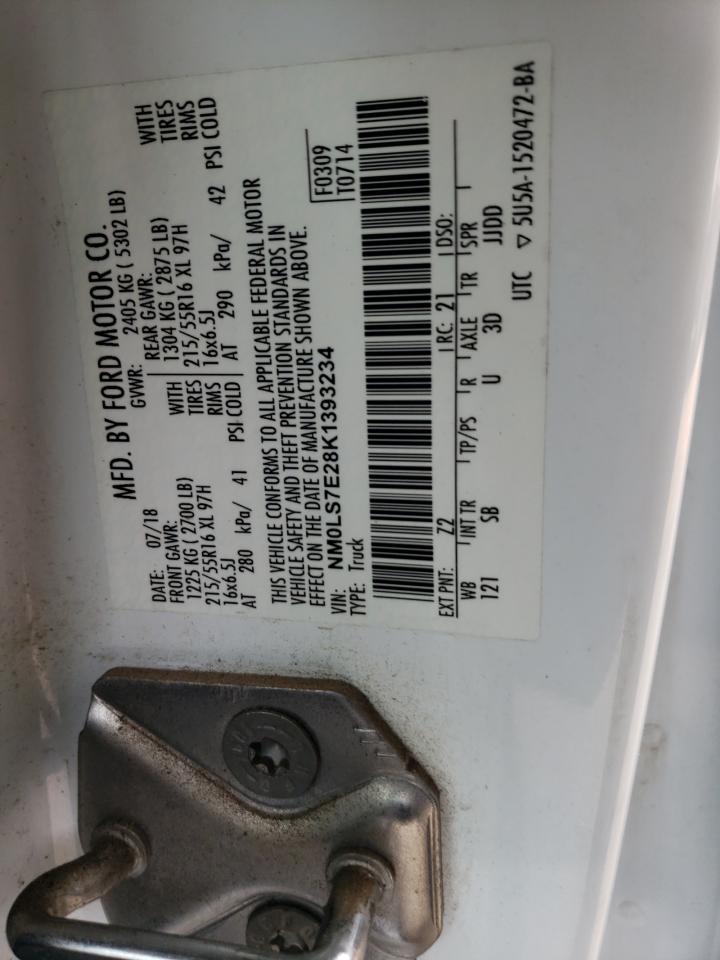 MFD. BY FORD MOTOR CO.
DATE: 07/18 GVWR: 2405 KG ( 5302 LB)
FRONT GAWR: REAR GAWR:
1225 KG ( 2700 LB) WITH 1304 KG ( 2875 LB) WITH
215/55R16 XL 97H TIRES 215/55R16 XL 97H TIRES
16x6.5J RIMS 16x6.5J RIMS
AT 280 kPa/ 41 PSI COLD AT 290 kPa/ 42 PSI COLD
THIS VEHICLE CONFORMS TO ALL APPLICABLE FEDERAL MOTOR
VEHICLE SAFETY AND THEFT PREVENTION STANDARDS IN
EFFECT ON THE DATE OF MANUFACTURE SHOWN ABOVE.
VIN: NM0LS7E28K1393234 F0309
TYPE: Truck T0714
EXT PNT: Z2 RC: 21 DSO:
WB INT TR TP/PS R AXLE TR SPR
121 SB U 3D JJDD
UTC ▽ 5U5A-1520472-BA